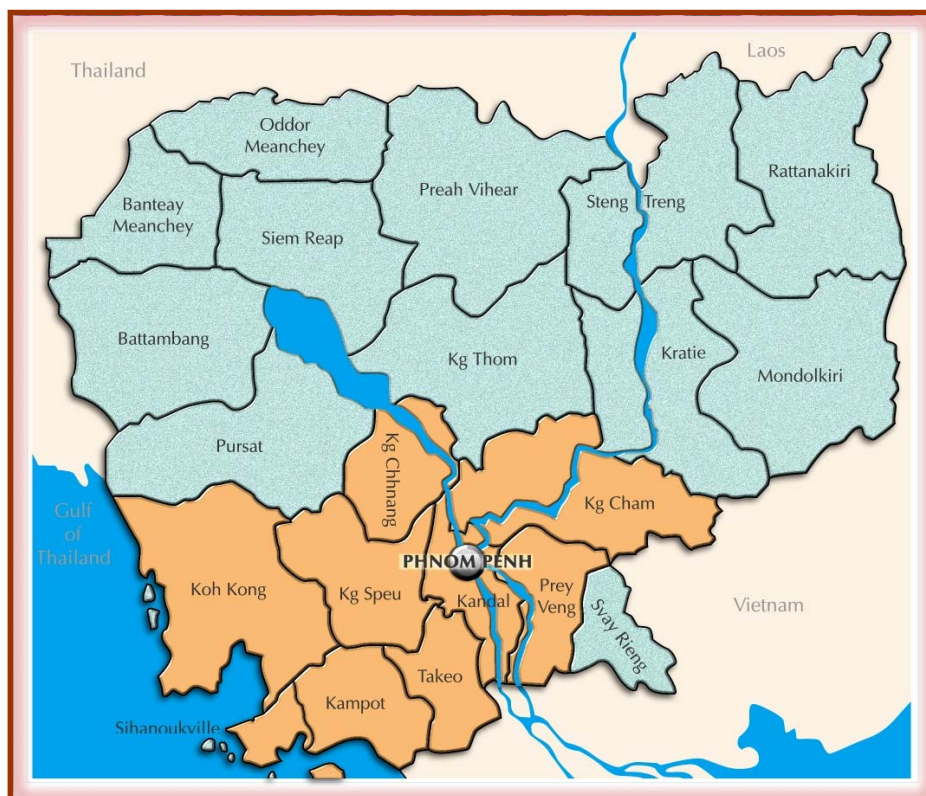 Thailand
Laos
Oddor
Meanchey
Preah Vihear
Rattanakiri
Banteay
Meanchey
Steng Treng
Siem Reap
Battambang
Kg Thom
Kratie
Mondolkiri
Pursat
Kg Chhnang
Kg Cham
Gulf
of
Thailand
PHNOM PENH
Koh Kong
Kg Speu
Kandal
Prey
Veng
Svay Rieng
Vietnam
Takeo
Kampot
Sihanoukville